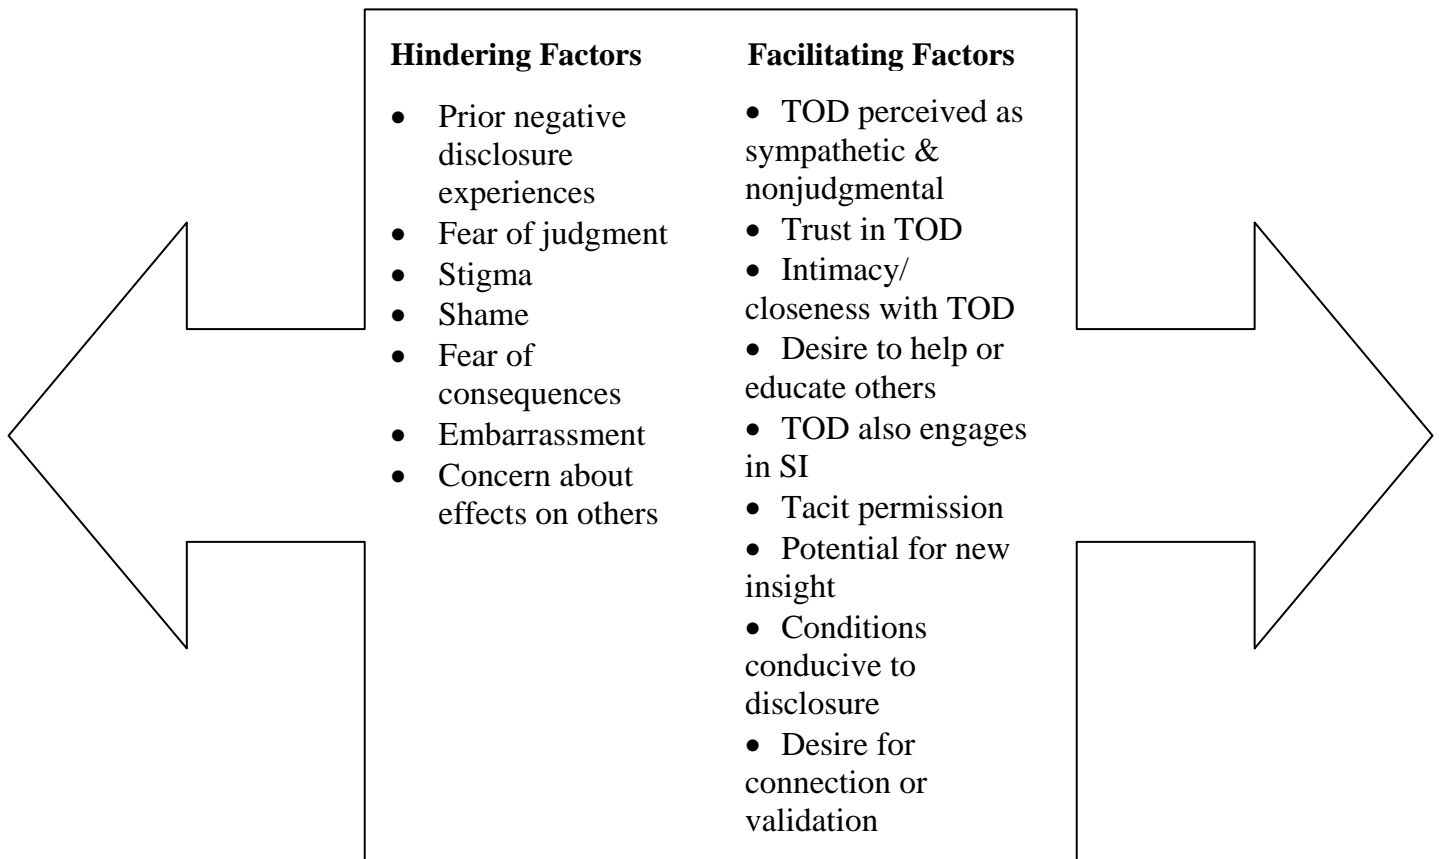 Hindering Factors
• Prior negative
disclosure
experiences
• Fear of judgment
• Stigma
• Shame
• Fear of
consequences
• Embarrassment
• Concern about
effects on others
Facilitating Factors
• TOD perceived as
sympathetic &
nonjudgmental
• Trust in TOD
• Intimacy/
closeness with TOD
• Desire to help or
educate others
• TOD also engages
in SI
• Tacit permission
• Potential for new
insight
• Conditions
conducive to
disclosure
• Desire for
connection or
validation